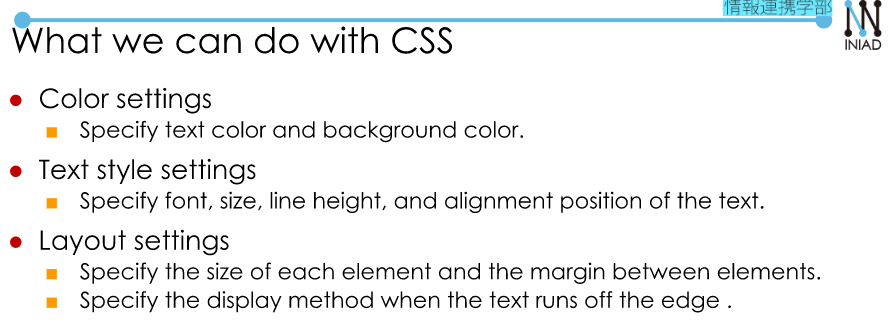 情報連携学部
INIAD
What we can do with CSS
Color settings
Specify text color and background color.
Text style settings
Specify font, size, line height, and alignment position of the text.
Layout settings
Specify the size of each element and the margin between elements.
Specify the display method when the text runs off the edge .